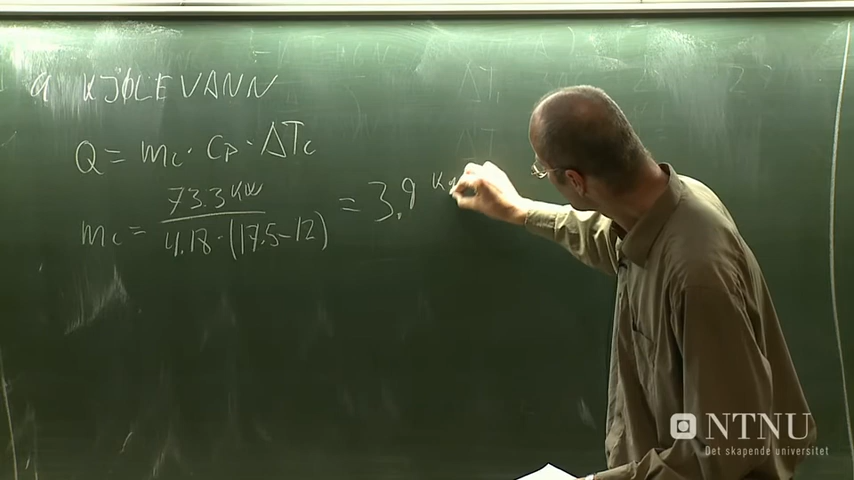 a KJØLEVANN
Q = mc · Cp · ΔTc
mc = 73.3 KW / 4.18 · (17.5-12) = 3.9 Kg
NTNU
Det skapende universitet